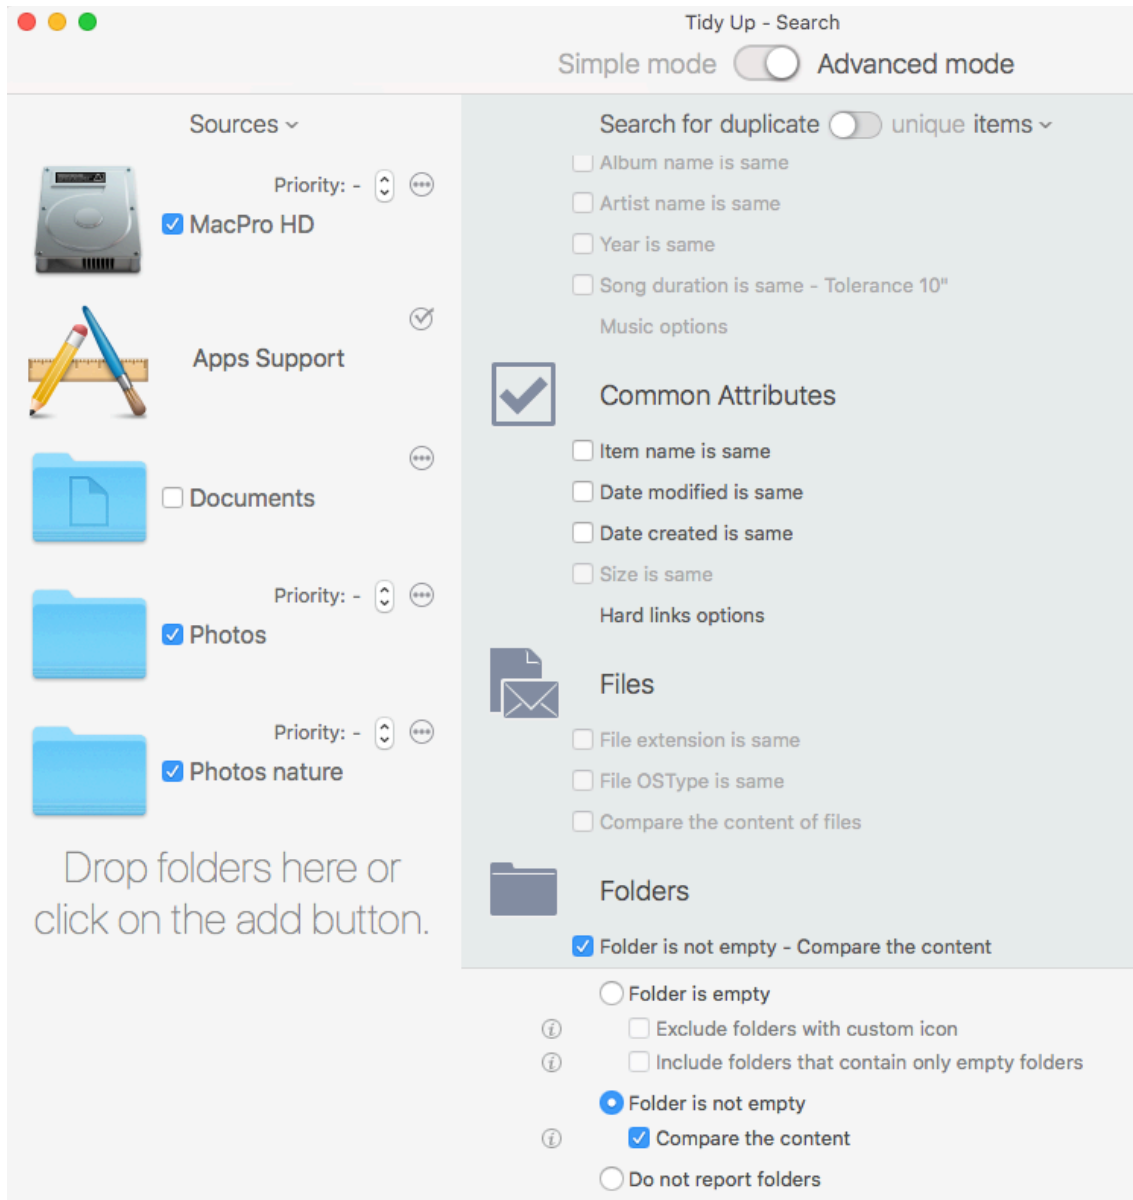 Tidy Up - Search
Simple mode Advanced mode
Sources
Priority: -
MacPro HD
Apps Support
Documents
Priority: -
Photos
Priority: -
Photos nature
Drop folders here or
click on the add button.
Search for duplicate unique items
Album name is same
Artist name is same
Year is same
Song duration is same - Tolerance 10"
Music options
Common Attributes
Item name is same
Date modified is same
Date created is same
Size is same
Hard links options
Files
File extension is same
File OSType is same
Compare the content of files
Folders
Folder is not empty - Compare the content
Folder is empty
Exclude folders with custom icon
Include folders that contain only empty folders
Folder is not empty
Compare the content
Do not report folders